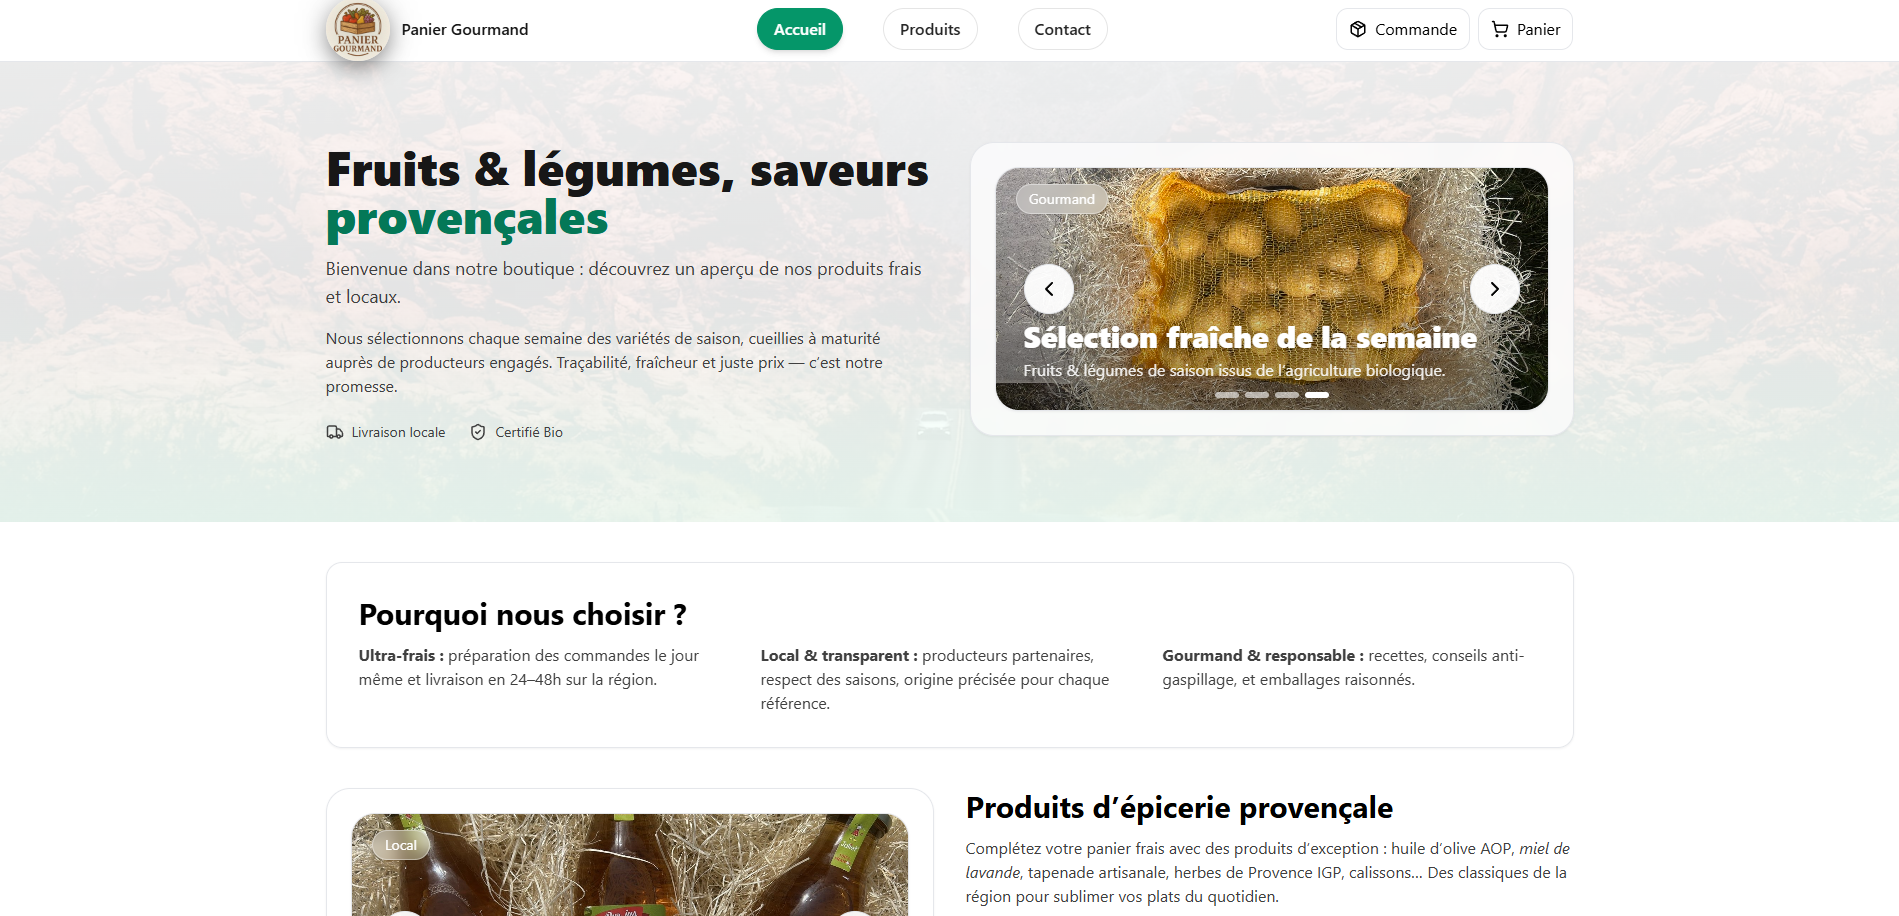 PANIER
GOURMAND
Panier Gourmand
Accueil
Produits
Contact
Commande
Panier
Fruits & légumes, saveurs
provençales
Bienvenue dans notre boutique : découvrez un aperçu de nos produits frais
et locaux.
Nous sélectionnons chaque semaine des variétés de saison, cueillies à maturité
auprès de producteurs engagés. Traçabilité, fraîcheur et juste prix — c’est notre
promesse.
Livraison locale
Certifié Bio
Gourmand
Sélection fraîche de la semaine
Fruits & légumes de saison issus de l’agriculture biologique.
Pourquoi nous choisir ?
Ultra-frais : préparation des commandes le jour
même et livraison en 24–48h sur la région.
Local & transparent : producteurs partenaires,
respect des saisons, origine précisée pour chaque
référence.
Gourmand & responsable : recettes, conseils anti-
gaspillage, et emballages raisonnés.
Local
Produits d’épicerie provençale
Complétez votre panier frais avec des produits d’exception : huile d’olive AOP, miel de
lavande, tapenade artisanale, herbes de Provence IGP, calissons… Des classiques de la
région pour sublimer vos plats du quotidien.